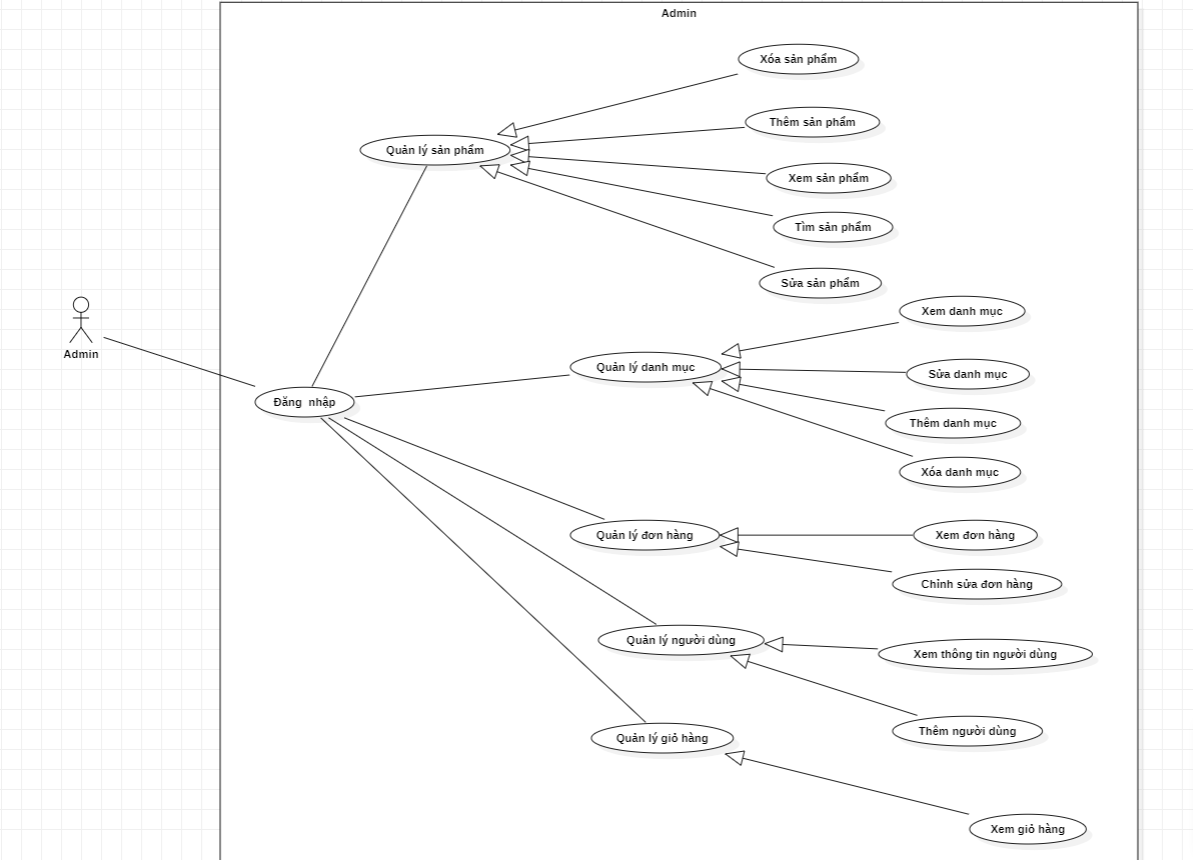 Admin
Xóa sản phẩm
Thêm sản phẩm
Quản lý sản phẩm
Xem sản phẩm
Tìm sản phẩm
Sửa sản phẩm
Xem danh mục
Admin
Quản lý danh mục
Sửa danh mục
Đăng  nhập
Thêm danh mục
Xóa danh mục
Quản lý đơn hàng
Xem đơn hàng
Chỉnh sửa đơn hàng
Quản lý người dùng
Xem thông tin người dùng
Thêm người dùng
Quản lý giỏ hàng
Xem giỏ hàng